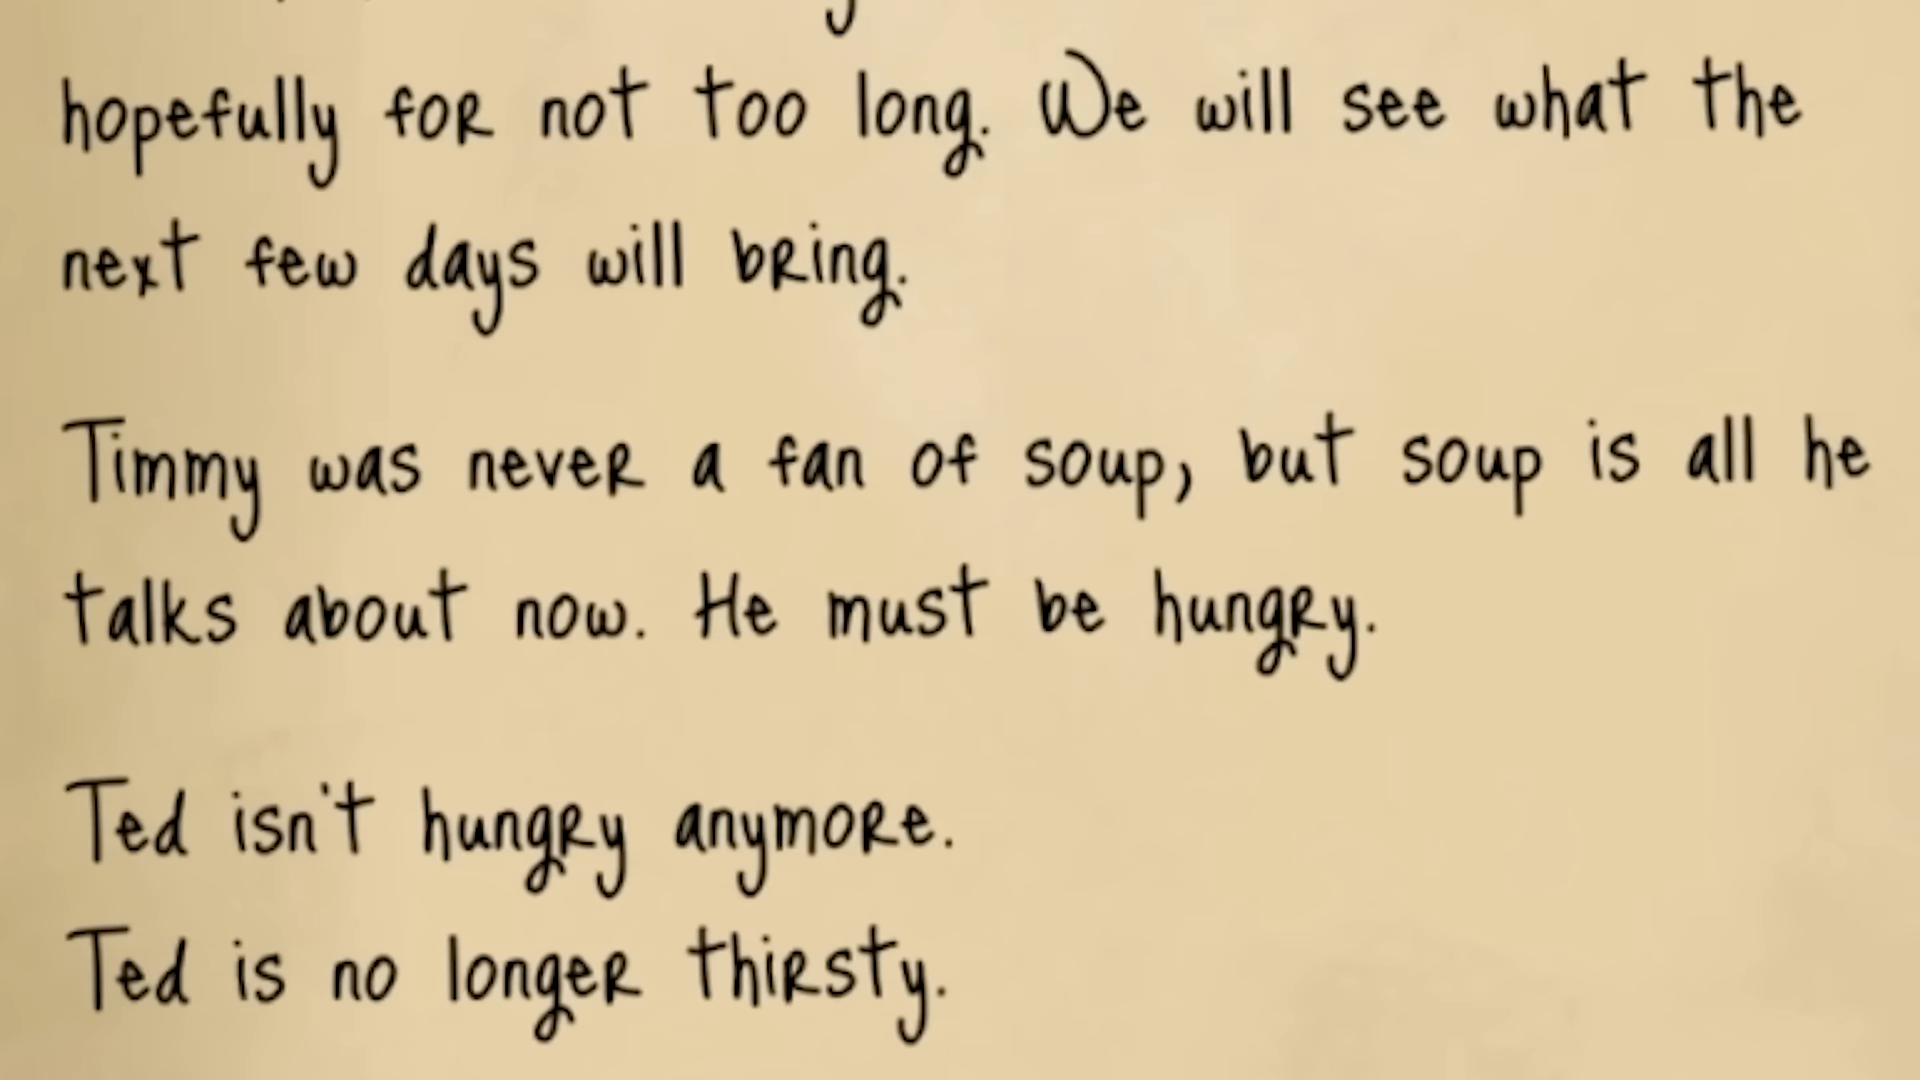 hopefully for not too long. We will see what the
next few days will bring.
Timmy was never a fan of soup, but soup is all he
talks about now. He must be hungry.
Ted isn't hungry anymore.
Ted is no longer thirsty.